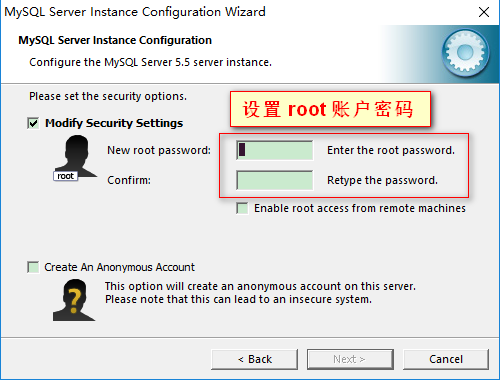 MySQL Server Instance Configuration Wizard
MySQL Server Instance Configuration
Configure the MySQL Server 5.5 server instance.
Please set the security options.
设置 root 账户密码
Modify Security Settings
root
New root password:
Enter the root password.
Confirm:
Retype the password.
Enable root access from remote machines
Create An Anonymous Account
This option will create an anonymous account on this server.
Please note that this can lead to an insecure system.
< Back
Next >
Cancel